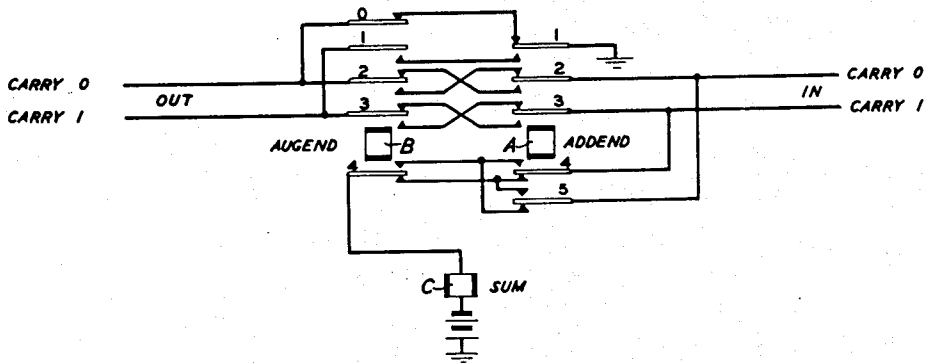 0
1 1
CARRY 0 2 2 CARRY 0
OUT IN
CARRY 1 3 3 CARRY 1
AUGEND B A ADDEND
4 4
5
C SUM